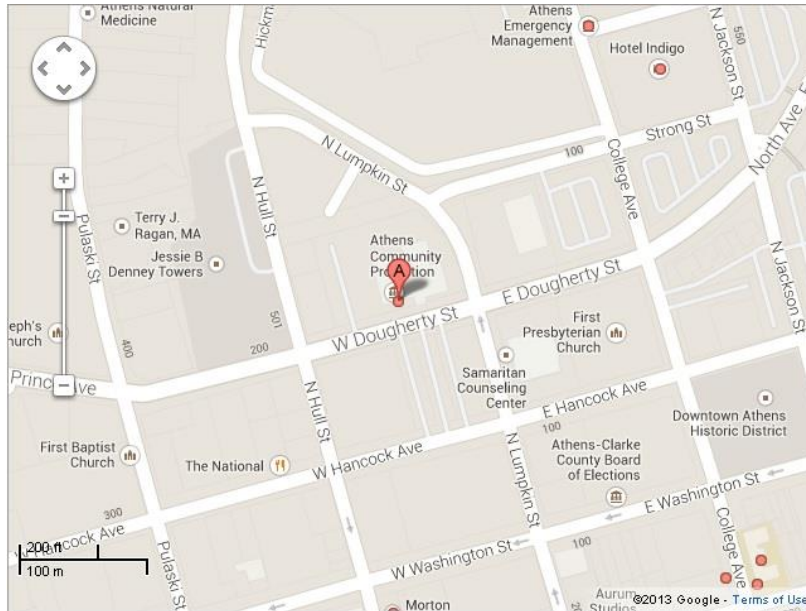 Athens Natural
Medicine
Hickm
Athens
Emergency
Management
Hotel Indigo
N Jackson St
550
North Ave
E
Strong St
100
College Ave
N Lumpkin St
N Hull St
Pulaski St
Terry J.
Ragan, MA
Jessie B
Denney Towers
Athens
Community
A
E Dougherty St
W Dougherty St
N Jackson St
First
Presbyterian
Church
501
200
400
eph's
hurch
Prince Ave
Samaritan
Counseling
Center
E Hancock Ave
100
Downtown Athens
Historic District
N Hull St
N Lumpkin St
First Baptist
Church
The National
W Hancock Ave
Athens-Clarke
County Board
of Elections
E Washington St
300
W Hancock Ave
Pulaski St
100
W Washington St
College Ave
200 ft
100 m
Morton
Aurum
Studios
©2013 Google - Terms of Use